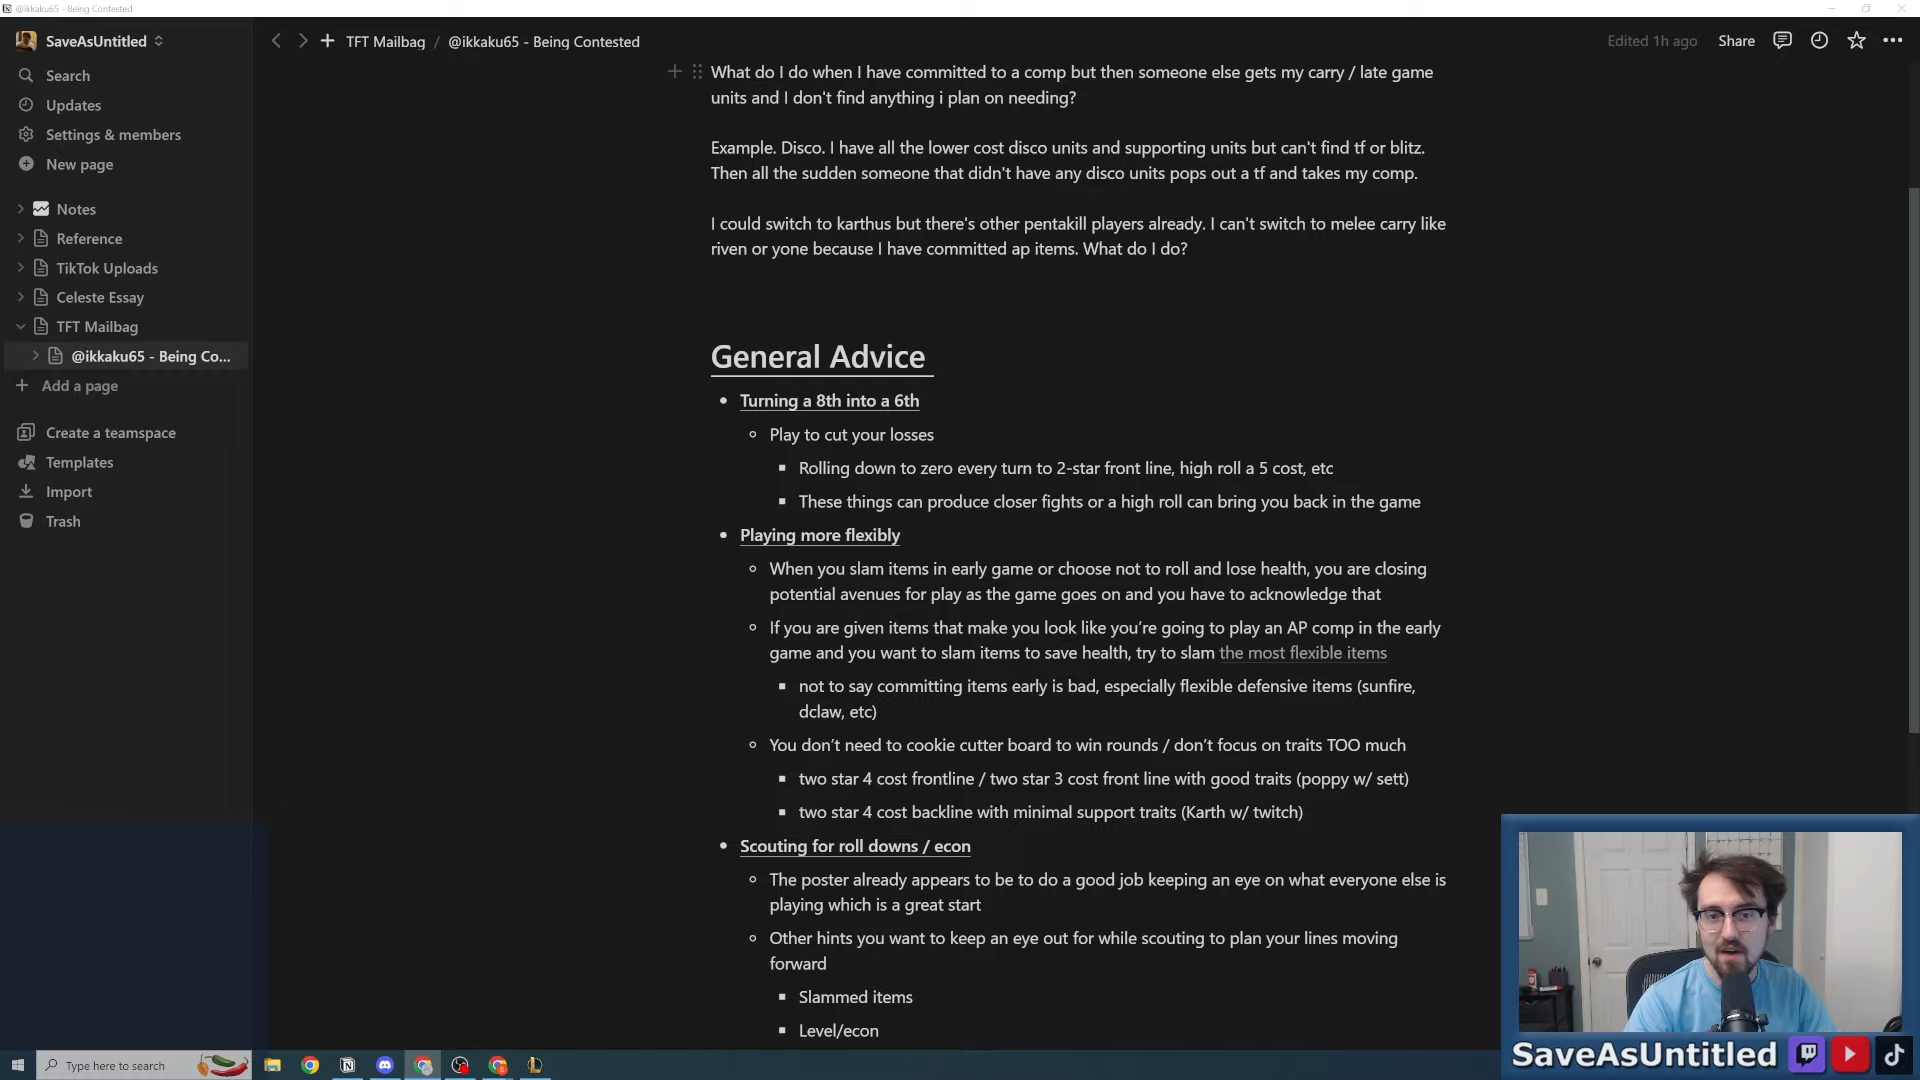 @ikkaku65 - Being Contested
SaveAsUntitled
TFT Mailbag / @ikkaku65 - Being Contested
Edited 1h ago
Share
Search
Updates
Settings & members
New page
Notes
Reference
TikTok Uploads
Celeste Essay
TFT Mailbag
@ikkaku65 - Being Co...
Add a page
Create a teamspace
Templates
Import
Trash
What do I do when I have committed to a comp but then someone else gets my carry / late game
units and I don't find anything i plan on needing?
Example. Disco. I have all the lower cost disco units and supporting units but can't find tf or blitz.
Then all the sudden someone that didn't have any disco units pops out a tf and takes my comp.
I could switch to karthus but there's other pentakill players already. I can't switch to melee carry like
riven or yone because I have committed ap items. What do I do?
General Advice
Turning a 8th into a 6th
Play to cut your losses
Rolling down to zero every turn to 2-star front line, high roll a 5 cost, etc
These things can produce closer fights or a high roll can bring you back in the game
Playing more flexibly
When you slam items in early game or choose not to roll and lose health, you are closing
potential avenues for play as the game goes on and you have to acknowledge that
If you are given items that make you look like you’re going to play an AP comp in the early
game and you want to slam items to save health, try to slam the most flexible items
not to say committing items early is bad, especially flexible defensive items (sunfire,
dclaw, etc)
You don’t need to cookie cutter board to win rounds / don’t focus on traits TOO much
two star 4 cost frontline / two star 3 cost front line with good traits (poppy w/ sett)
two star 4 cost backline with minimal support traits (Karth w/ twitch)
Scouting for roll downs / econ
The poster already appears to be to do a good job keeping an eye on what everyone else is
playing which is a great start
Other hints you want to keep an eye out for while scouting to plan your lines moving
forward
Slammed items
Level/econ
Type here to search
SaveAsUntitled